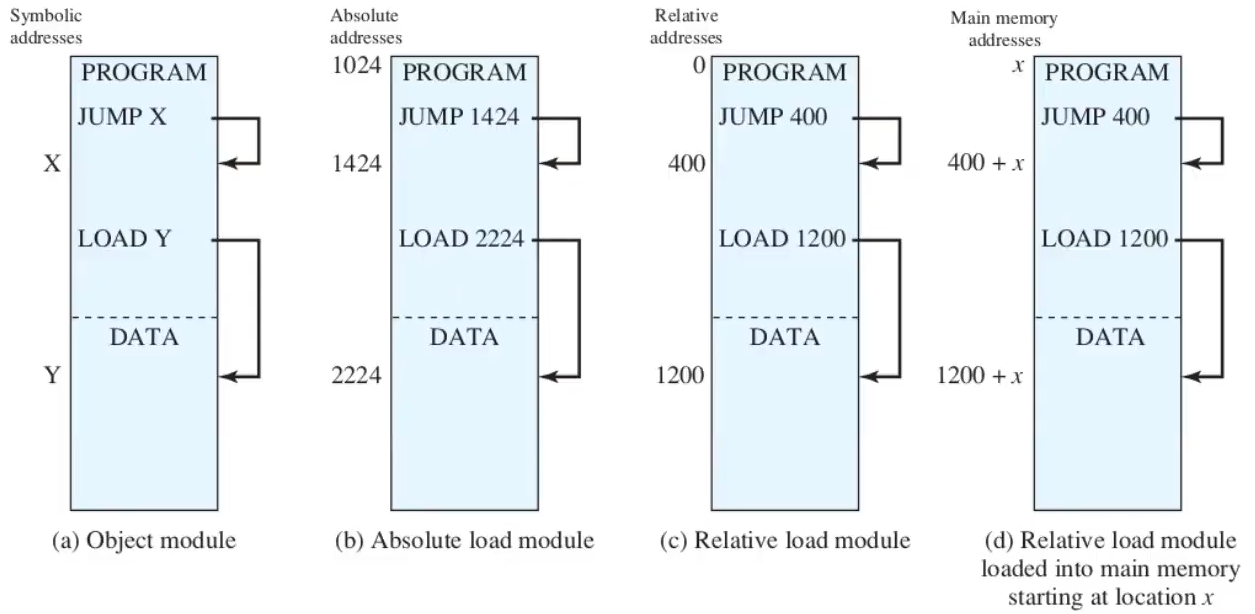 Symbolic
addresses
PROGRAM
JUMP X
X
LOAD Y
DATA
Y
(a) Object module
Absolute
addresses
1024
PROGRAM
JUMP 1424
1424
LOAD 2224
DATA
2224
(b) Absolute load module
Relative
addresses
0
PROGRAM
JUMP 400
400
LOAD 1200
DATA
1200
(c) Relative load module
Main memory
addresses
x
PROGRAM
JUMP 400
400 + x
LOAD 1200
DATA
1200 + x
(d) Relative load module
loaded into main memory
starting at location x